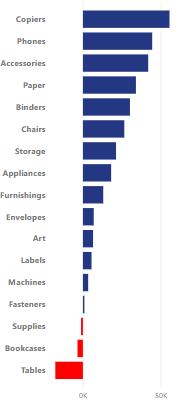 Copiers
Phones
Accessories
Paper
Binders
Chairs
Storage
Appliances
Furnishings
Envelopes
Art
Labels
Machines
Fasteners
Supplies
Bookcases
Tables
0K 50K